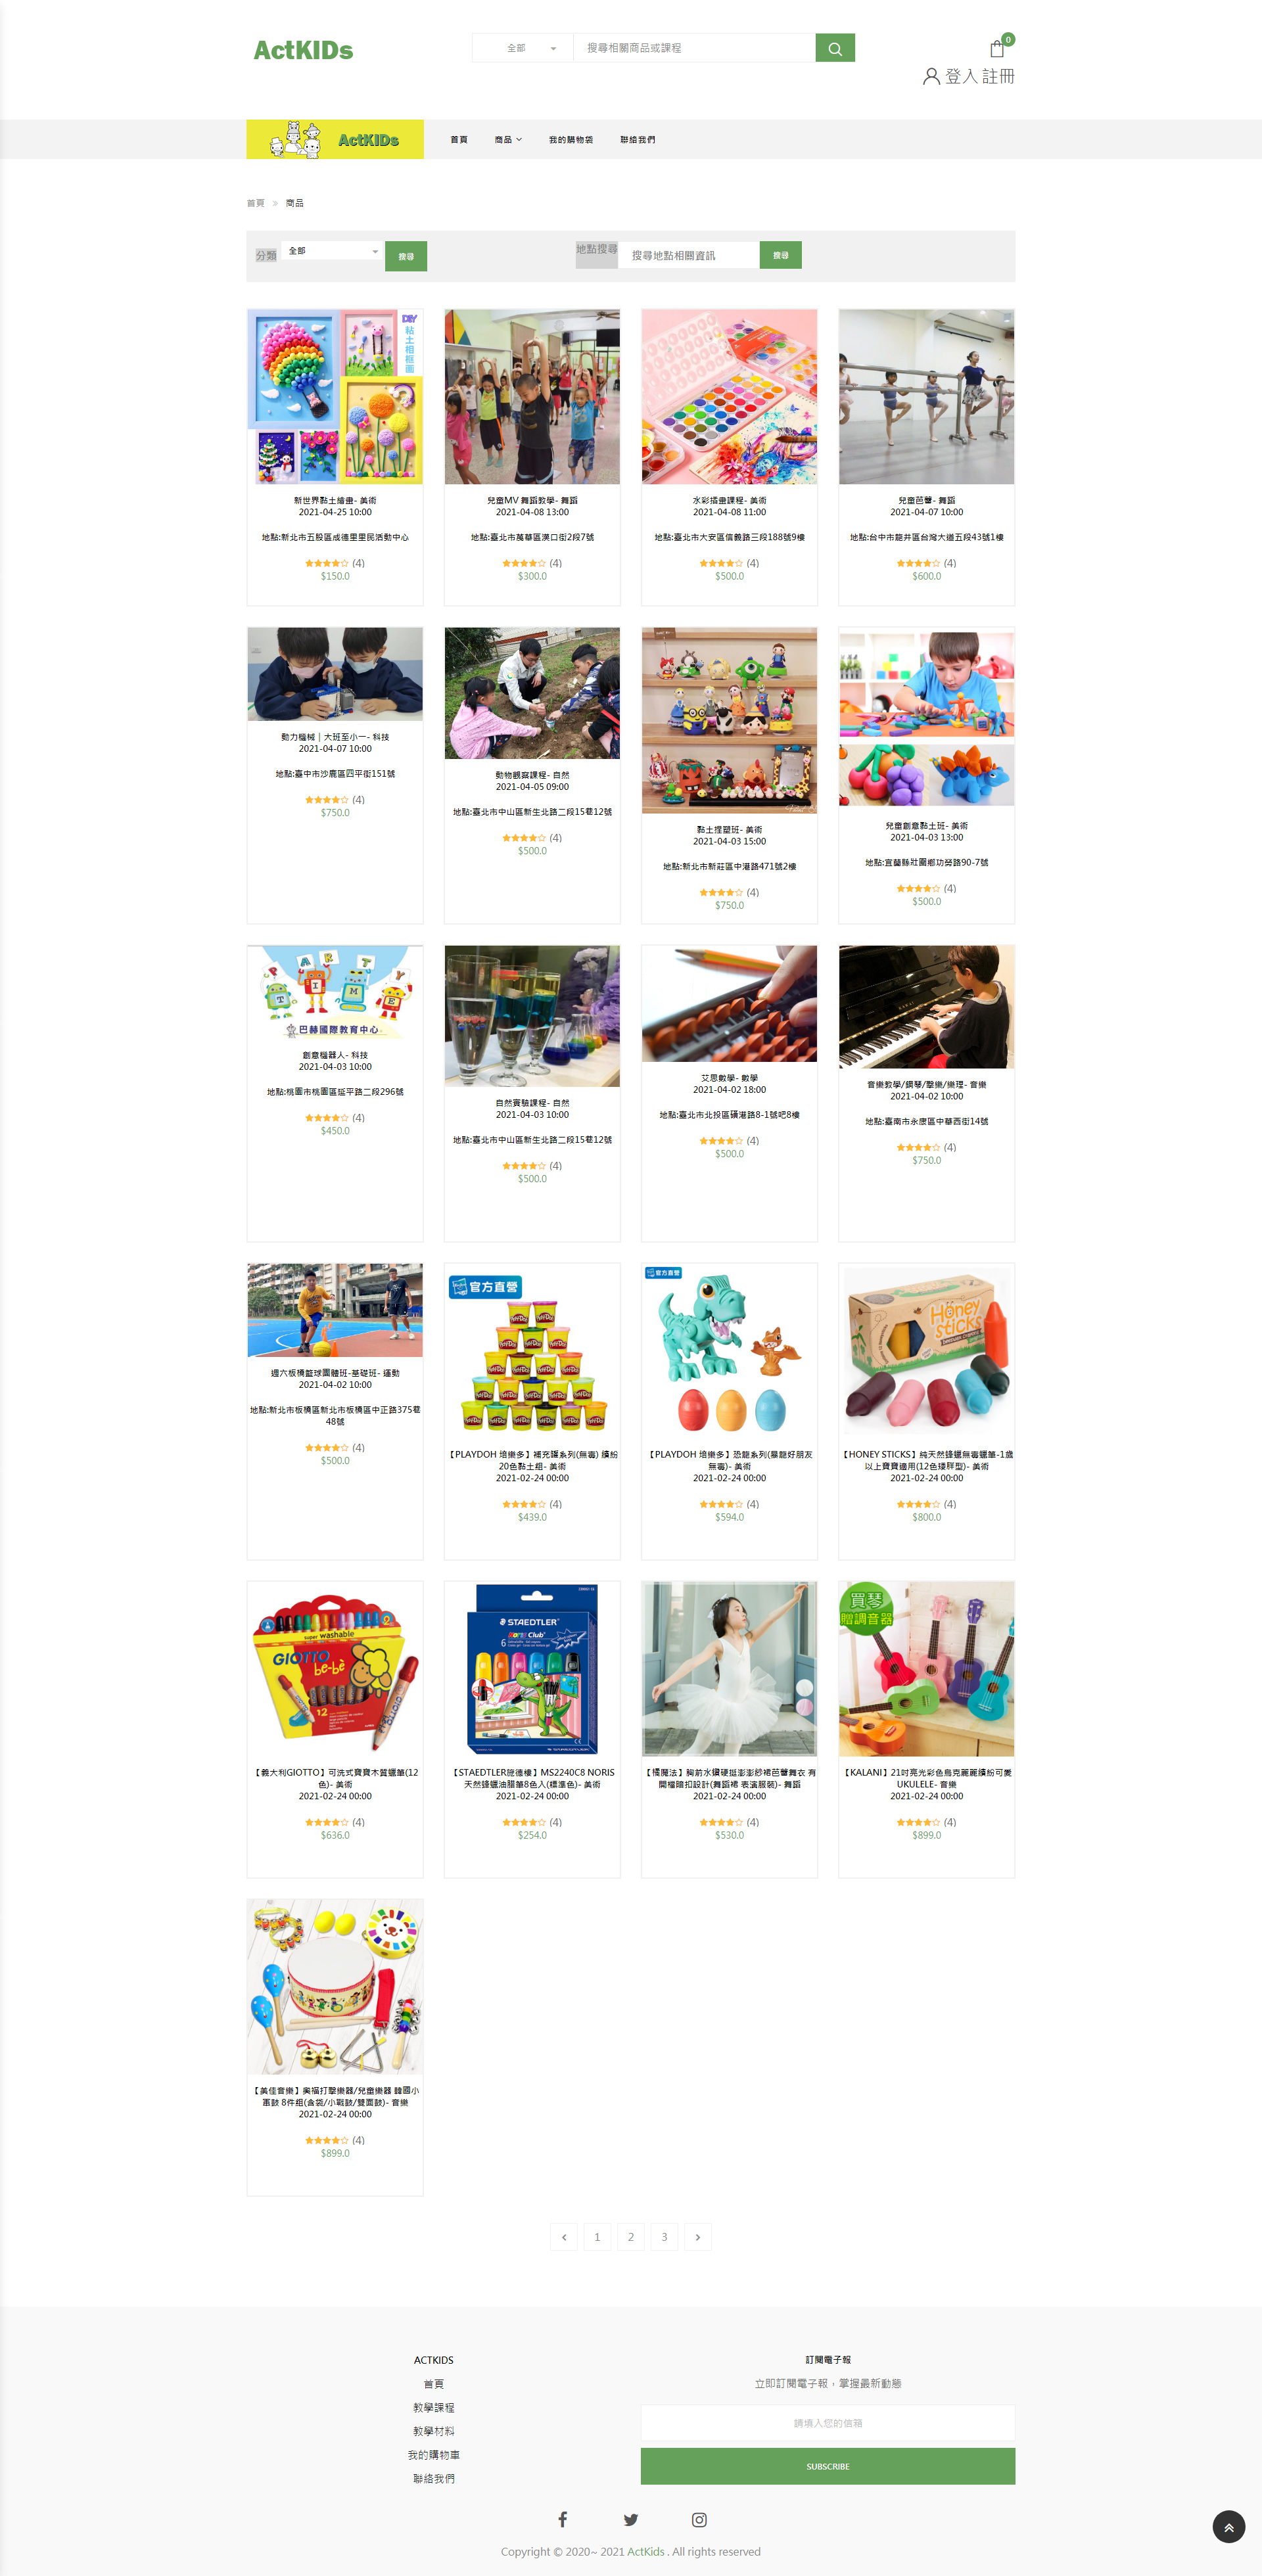 ActKIDs
全部
搜尋相關商品或課程
0
登入 註冊
ActKIDs
首頁
商品
我的購物袋
聯絡我們
首頁 » 商品
分類
全部
搜尋
地點搜尋
搜尋地點相關資訊
搜尋
DIY
粘土相框畫
新世界黏土繪畫- 美術
2021-04-25 10:00
地點:新北市五股區成德里里民活動中心
(4)
$150.0
兒童MV 舞蹈教學- 舞蹈
2021-04-08 13:00
地點:臺北市萬華區漢口街2段7號
(4)
$300.0
水彩插畫課程- 美術
2021-04-08 11:00
地點:臺北市大安區信義路三段188號9樓
(4)
$500.0
兒童芭蕾- 舞蹈
2021-04-07 10:00
地點:台中市龍井區台灣大道五段43號1樓
(4)
$600.0
動力機械｜大班至小一- 科技
2021-04-07 10:00
地點:臺中市沙鹿區四平街151號
(4)
$750.0
動物觀察課程- 自然
2021-04-05 09:00
地點:臺北市中山區新生北路二段15巷12號
(4)
$500.0
黏土捏塑班- 美術
2021-04-03 15:00
地點:新北市新莊區中港路471號2樓
(4)
$750.0
兒童創意黏土班- 美術
2021-04-03 13:00
地點:宜蘭縣壯圍鄉功勞路90-7號
(4)
$500.0
PARTY
TIME
巴赫國際教育中心
創意機器人- 科技
2021-04-03 10:00
地點:桃園市桃園區延平路二段296號
(4)
$450.0
自然實驗課程- 自然
2021-04-03 10:00
地點:臺北市中山區新生北路二段15巷12號
(4)
$500.0
艾思數學- 數學
2021-04-02 18:00
地點:臺北市北投區磺港路8-1號吧8樓
(4)
$500.0
音樂教學/鋼琴/擊樂/樂理- 音樂
2021-04-02 10:00
地點:臺南市永康區中華西街14號
(4)
$750.0
週六板橋籃球團體班-基礎班- 運動
2021-04-02 10:00
地點:新北市板橋區新北市板橋區中正路375巷
48號
(4)
$500.0
官方直營
【PLAYDOH 培樂多】補充罐系列(無毒) 繽紛
20色黏土組- 美術
2021-02-24 00:00
(4)
$439.0
官方直營
【PLAYDOH 培樂多】恐龍系列(暴龍好朋友
無毒)- 美術
2021-02-24 00:00
(4)
$594.0
Honey
Sticks
【HONEY STICKS】純天然蜂蠟無毒蠟筆-1歲
以上寶寶適用(12色矮胖型)- 美術
2021-02-24 00:00
(4)
$800.0
super washable
GIOTTO
be-bè
12
【義大利GIOTTO】可洗式寶寶木質蠟筆(12
色)- 美術
2021-02-24 00:00
(4)
$636.0
STAEDTLER
Noris Club
6
【STAEDTLER施德樓】MS2240C8 NORIS
天然蜂蠟油蠟筆8色入(標準色)- 美術
2021-02-24 00:00
(4)
$254.0
【橘魔法】胸前水鑽硬挺澎澎紗裙芭蕾舞衣 有
開襠暗扣設計(舞蹈裙 表演服裝)- 舞蹈
2021-02-24 00:00
(4)
$530.0
買琴
贈調音器
【KALANI】21吋亮光彩色烏克麗麗繽紛可愛
UKULELE- 音樂
2021-02-24 00:00
(4)
$899.0
【美佳音樂】奧福打擊樂器/兒童樂器 韓國小
軍鼓 8件組(含袋/小戰鼓/雙面鼓)- 音樂
2021-02-24 00:00
(4)
$899.0
1 2 3
ACTKIDS
首頁
教學課程
教學材料
我的購物車
聯絡我們
訂閱電子報
立即訂閱電子報，掌握最新動態
請填入您的信箱
SUBSCRIBE
Copyright © 2020~ 2021 ActKids . All rights reserved